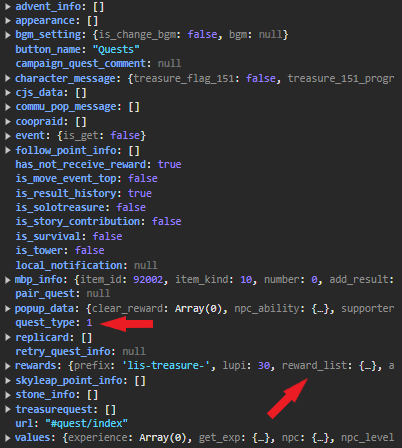 ▶ advent_info: []
▶ appearance: []
▶ bgm_setting: {is_change_bgm: false, bgm: null}
button_name: "Quests"
campaign_quest_comment: null
▶ character_message: {treasure_flag_151: false, treasure_151_progr
▶ cjs_data: []
▶ commu_pop_message: []
▶ coopraid: []
▶ event: {is_get: false}
▶ follow_point_info: []
has_not_receive_reward: true
is_move_event_top: false
is_result_history: true
is_solotreasure: false
is_story_contribution: false
is_survival: false
is_tower: false
local_notification: null
▶ mbp_info: {item_id: 92002, item_kind: 10, number: 0, add_result:
pair_quest: null
▶ popup_data: {clear_reward: Array(0), npc_ability: {…}, supporter
quest_type: 1
▶ replicard: []
retry_quest_info: null
▶ rewards: {prefix: 'lis-treasure-', lupi: 30, reward_list: {…}, a
▶ skyleap_point_info: []
▶ stone_info: []
▶ treasurequest: []
url: "#quest/index"
▶ values: {experience: Array(0), get_exp: {…}, npc: {…}, npc_level